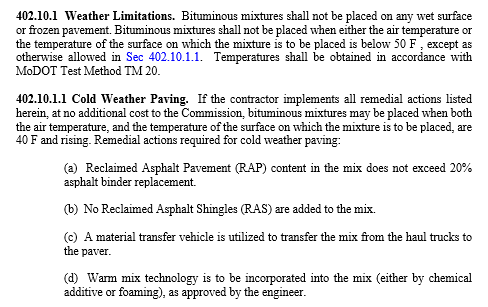 402.10.1 Weather Limitations. Bituminous mixtures shall not be placed on any wet surface
or frozen pavement. Bituminous mixtures shall not be placed when either the air temperature or
the temperature of the surface on which the mixture is to be placed is below 50 F , except as
otherwise allowed in Sec 402.10.1.1. Temperatures shall be obtained in accordance with
MoDOT Test Method TM 20.
402.10.1.1 Cold Weather Paving. If the contractor implements all remedial actions listed
herein, at no additional cost to the Commission, bituminous mixtures may be placed when both
the air temperature, and the temperature of the surface on which the mixture is to be placed, are
40 F and rising. Remedial actions required for cold weather paving:
(a) Reclaimed Asphalt Pavement (RAP) content in the mix does not exceed 20%
asphalt binder replacement.
(b) No Reclaimed Asphalt Shingles (RAS) are added to the mix.
(c) A material transfer vehicle is utilized to transfer the mix from the haul trucks to
the paver.
(d) Warm mix technology is to be incorporated into the mix (either by chemical
additive or foaming), as approved by the engineer.